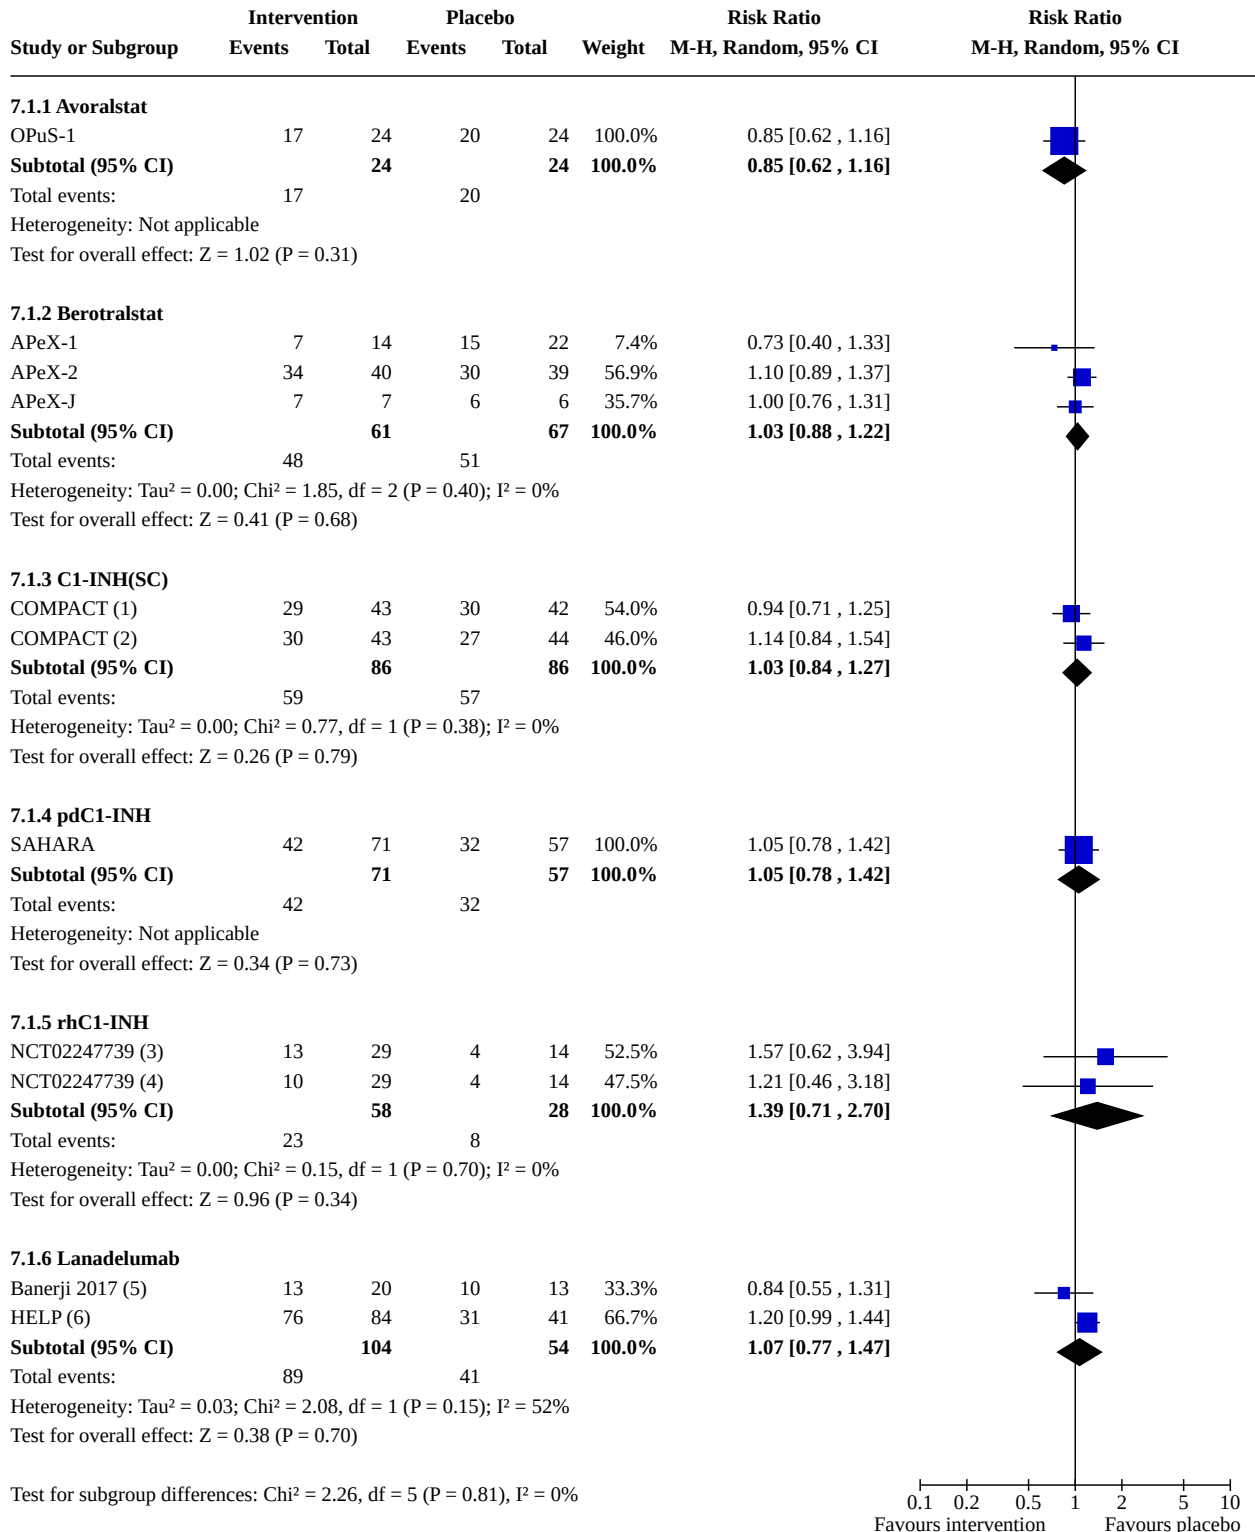 Intervention Placebo Risk Ratio Risk Ratio
Study or Subgroup Events Total Events Total Weight M-H, Random, 95% CI M-H, Random, 95% CI
7.1.1 Avoralstat
OPuS-1 17 24 20 24 100.0% 0.85 [0.62 , 1.16]
Subtotal (95% CI) 24 24 100.0% 0.85 [0.62 , 1.16]
Total events: 17 20
Heterogeneity: Not applicable
Test for overall effect: Z = 1.02 (P = 0.31)
7.1.2 Berotralstat
APeX-1 7 14 15 22 7.4% 0.73 [0.40 , 1.33]
APeX-2 34 40 30 39 56.9% 1.10 [0.89 , 1.37]
APeX-J 7 7 6 6 35.7% 1.00 [0.76 , 1.31]
Subtotal (95% CI) 61 67 100.0% 1.03 [0.88 , 1.22]
Total events: 48 51
Heterogeneity: Tau² = 0.00; Chi² = 1.85, df = 2 (P = 0.40); I² = 0%
Test for overall effect: Z = 0.41 (P = 0.68)
7.1.3 C1-INH(SC)
COMPACT (1) 29 43 30 42 54.0% 0.94 [0.71 , 1.25]
COMPACT (2) 30 43 27 44 46.0% 1.14 [0.84 , 1.54]
Subtotal (95% CI) 86 86 100.0% 1.03 [0.84 , 1.27]
Total events: 59 57
Heterogeneity: Tau² = 0.00; Chi² = 0.77, df = 1 (P = 0.38); I² = 0%
Test for overall effect: Z = 0.26 (P = 0.79)
7.1.4 pdC1-INH
SAHARA 42 71 32 57 100.0% 1.05 [0.78 , 1.42]
Subtotal (95% CI) 71 57 100.0% 1.05 [0.78 , 1.42]
Total events: 42 32
Heterogeneity: Not applicable
Test for overall effect: Z = 0.34 (P = 0.73)
7.1.5 rhC1-INH
NCT02247739 (3) 13 29 4 14 52.5% 1.57 [0.62 , 3.94]
NCT02247739 (4) 10 29 4 14 47.5% 1.21 [0.46 , 3.18]
Subtotal (95% CI) 58 28 100.0% 1.39 [0.71 , 2.70]
Total events: 23 8
Heterogeneity: Tau² = 0.00; Chi² = 0.15, df = 1 (P = 0.70); I² = 0%
Test for overall effect: Z = 0.96 (P = 0.34)
7.1.6 Lanadelumab
Banerji 2017 (5) 13 20 10 13 33.3% 0.84 [0.55 , 1.31]
HELP (6) 76 84 31 41 66.7% 1.20 [0.99 , 1.44]
Subtotal (95% CI) 104 54 100.0% 1.07 [0.77 , 1.47]
Total events: 89 41
Heterogeneity: Tau² = 0.03; Chi² = 2.08, df = 1 (P = 0.15); I² = 52%
Test for overall effect: Z = 0.38 (P = 0.70)
Test for subgroup differences: Chi² = 2.26, df = 5 (P = 0.81), I² = 0%
0.1 0.2 0.5 1 2 5 10
Favours intervention Favours placebo